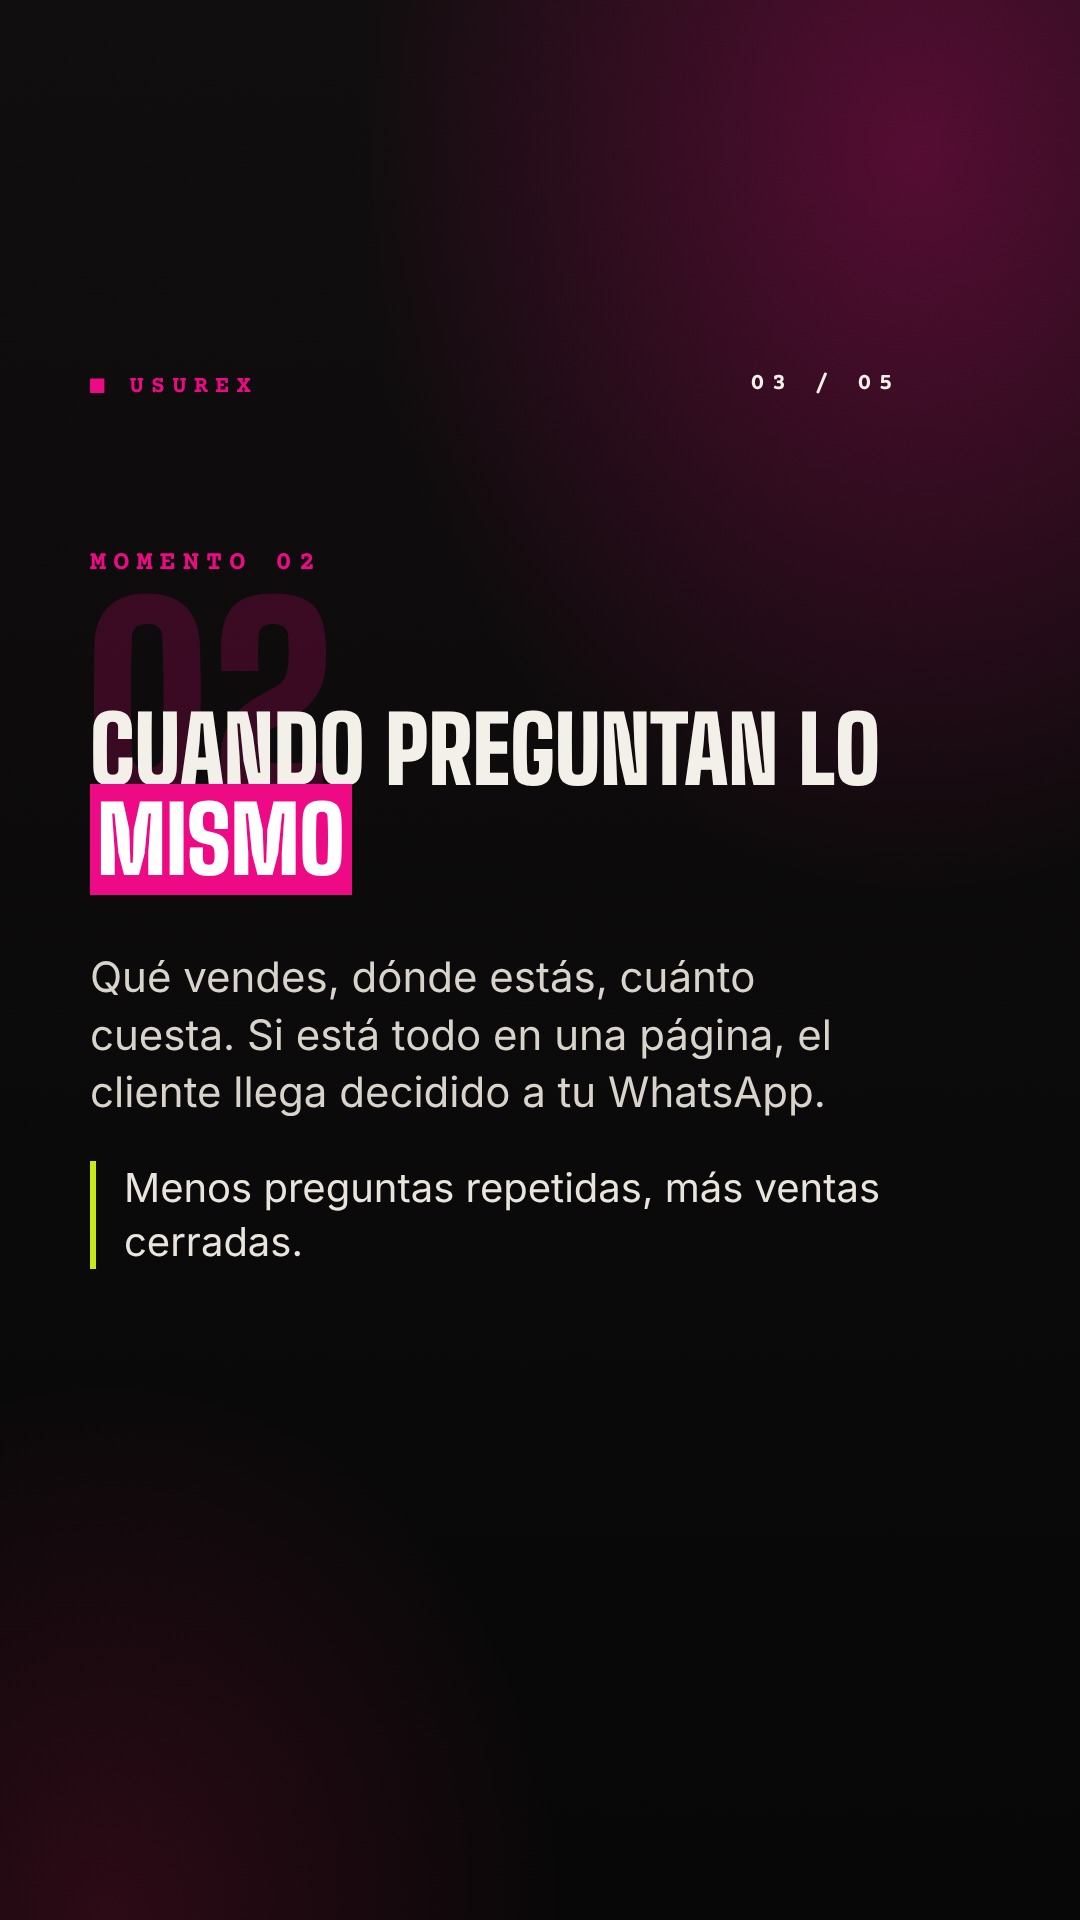 USUREX
03 / 05
MOMENTO 02
02
CUANDO PREGUNTAN LO
MISMO
Qué vendes, dónde estás, cuánto
cuesta. Si está todo en una página, el
cliente llega decidido a tu WhatsApp.
Menos preguntas repetidas, más ventas
cerradas.